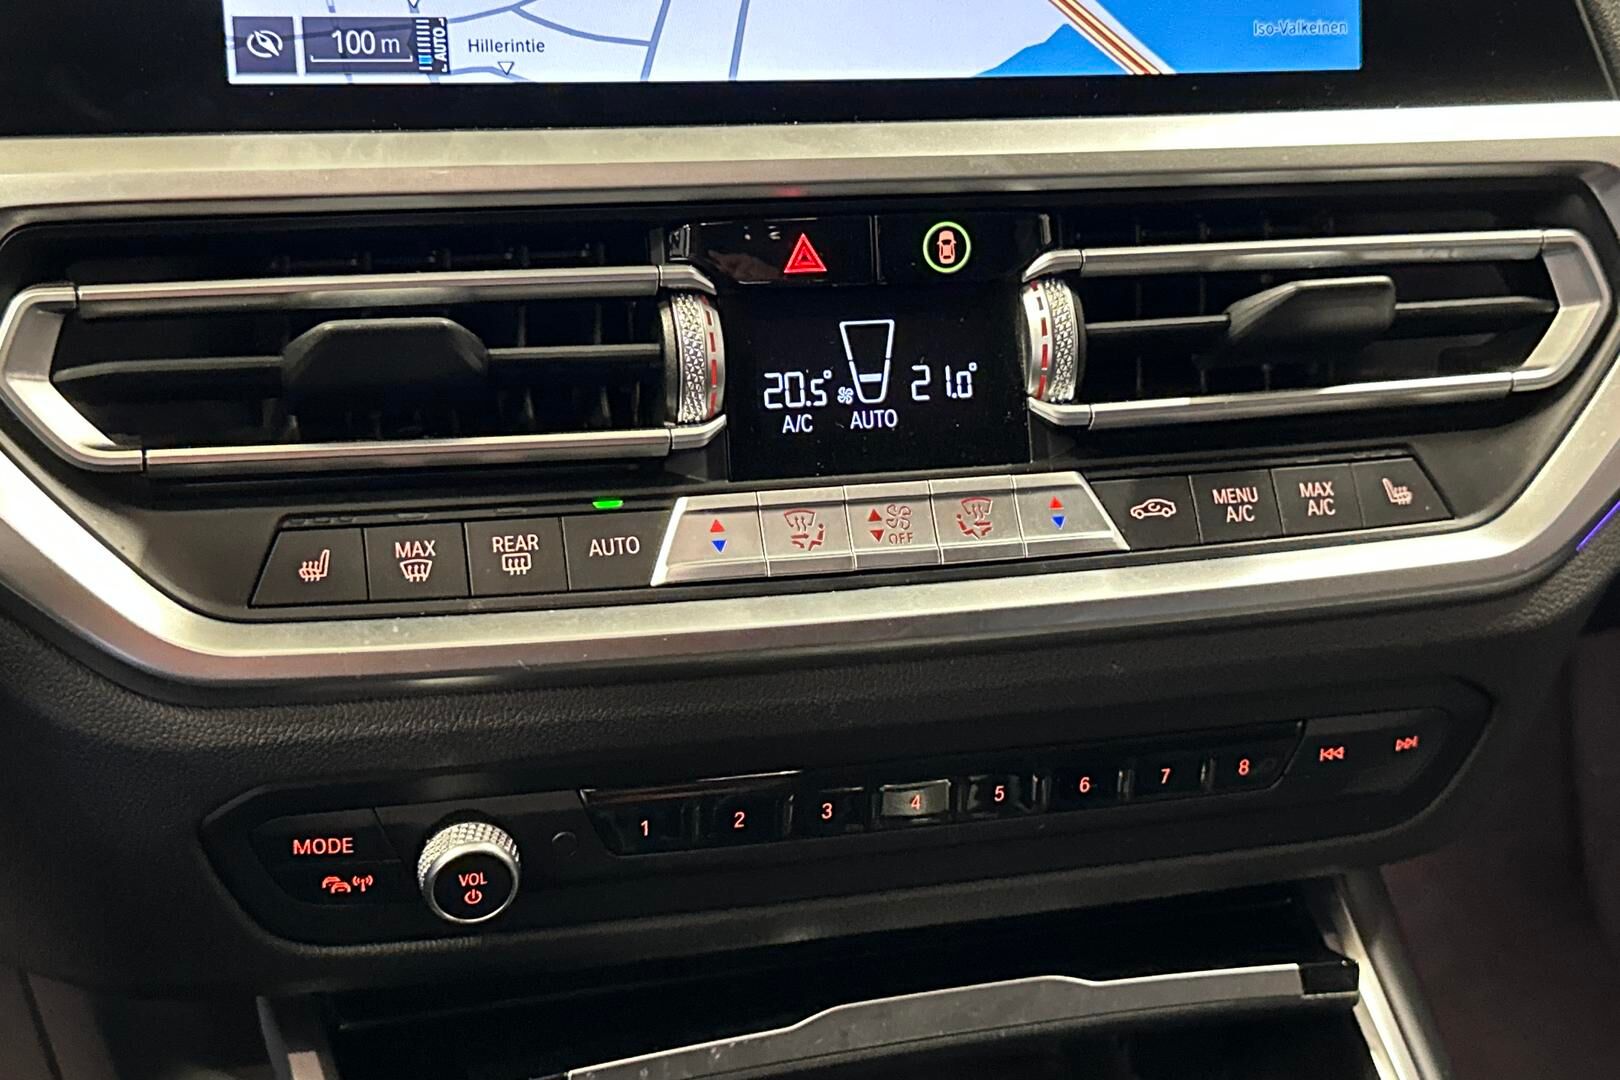 100 m
AUTO
Hillerintie
Iso-Valkeinen
20.5° 21.0°
A/C AUTO
MAX
REAR
AUTO
OFF
MENU
A/C
MAX
A/C
MODE
VOL
1 2 3 4 5 6 7 8